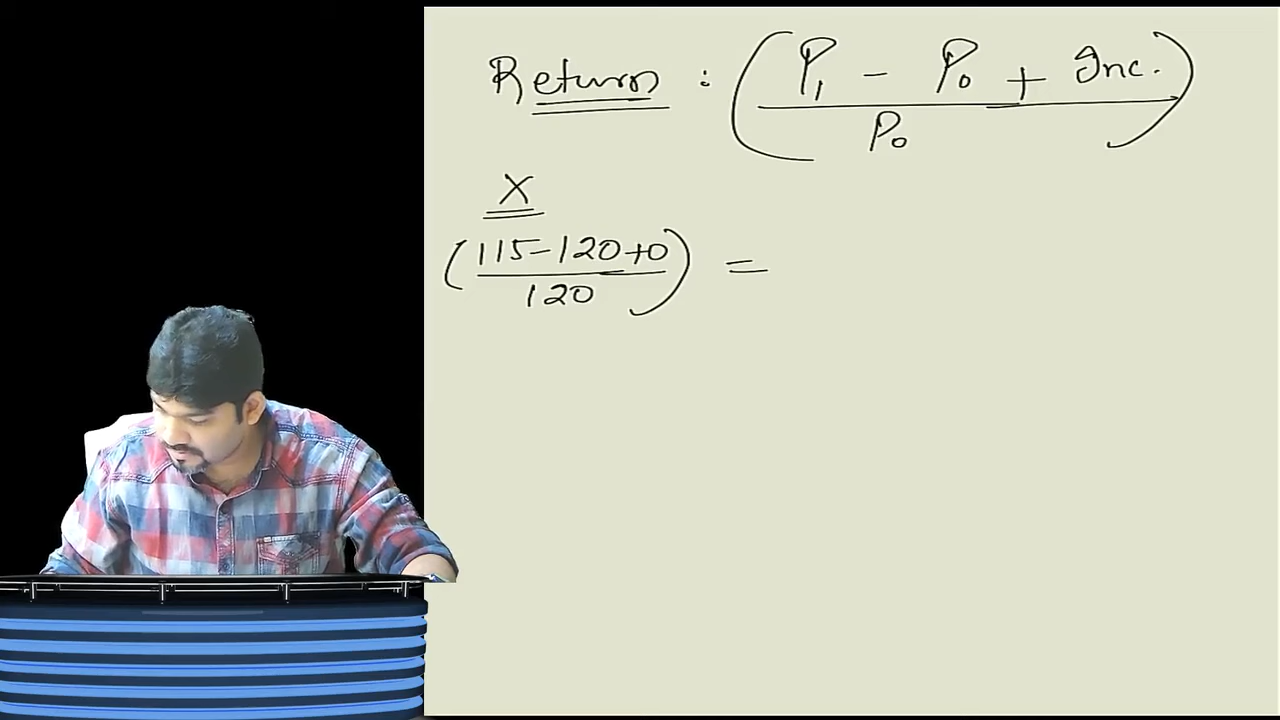 Return : ( P₁ - P₀ + Inc. )
P₀
X
( 115-120+0 ) =
120